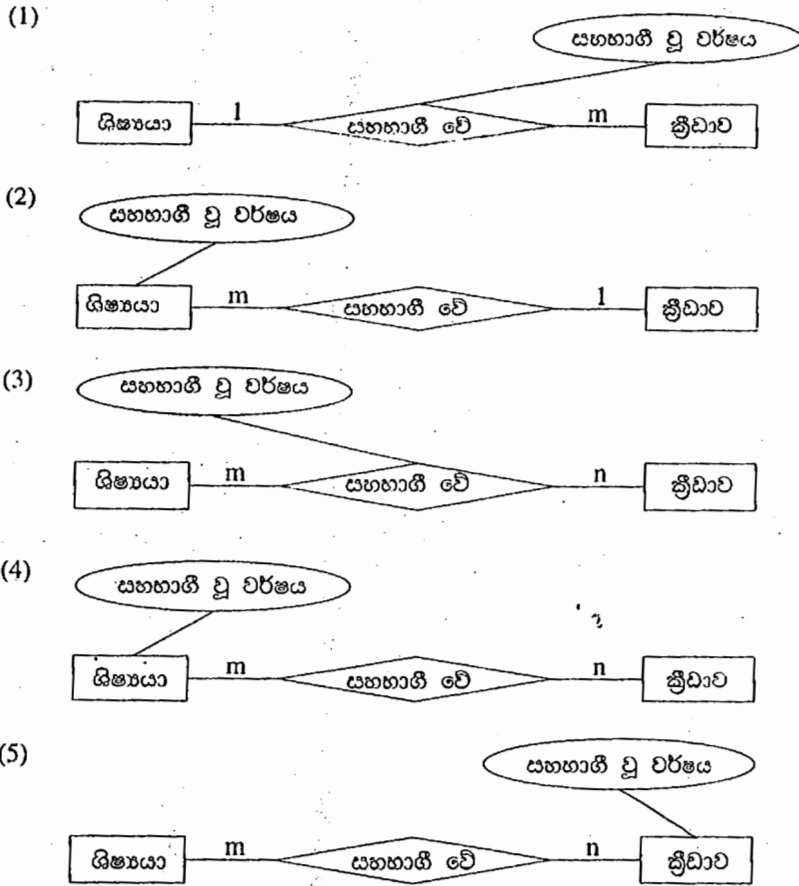 (1)
සහභාගී වූ වර්ෂය
ශිෂ්‍යයා 1 සහභාගී වේ m ක්‍රීඩාව
(2)
සහභාගී වූ වර්ෂය
ශිෂ්‍යයා m සහභාගී වේ 1 ක්‍රීඩාව
(3)
සහභාගී වූ වර්ෂය
ශිෂ්‍යයා m සහභාගී වේ n ක්‍රීඩාව
(4)
සහභාගී වූ වර්ෂය
ශිෂ්‍යයා m සහභාගී වේ n ක්‍රීඩාව
(5)
සහභාගී වූ වර්ෂය
ශිෂ්‍යයා m සහභාගී වේ n ක්‍රීඩාව